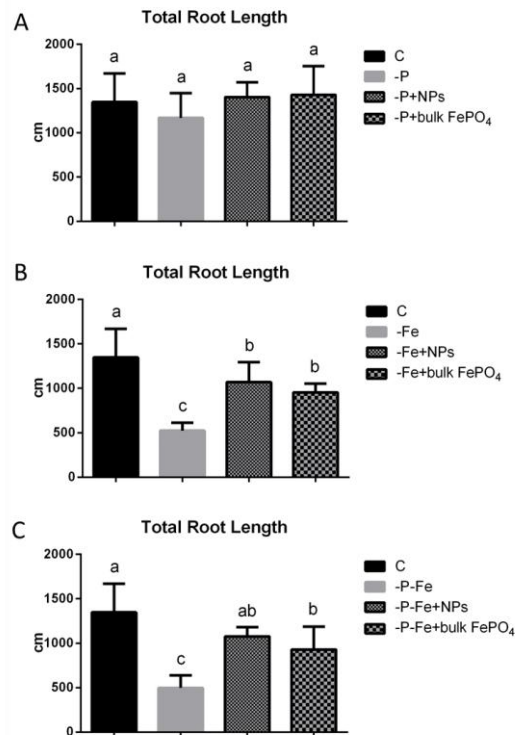 A
Total Root Length
2000
1500
1000
500
0
cm
a
a
a
a
C
-P
-P+NPs
-P+bulk FePO₄
B
Total Root Length
2000
1500
1000
500
0
cm
a
c
b
b
C
-Fe
-Fe+NPs
-Fe+bulk FePO₄
C
Total Root Length
2000
1500
1000
500
0
cm
a
c
ab
b
C
-P-Fe
-P-Fe+NPs
-P-Fe+bulk FePO₄